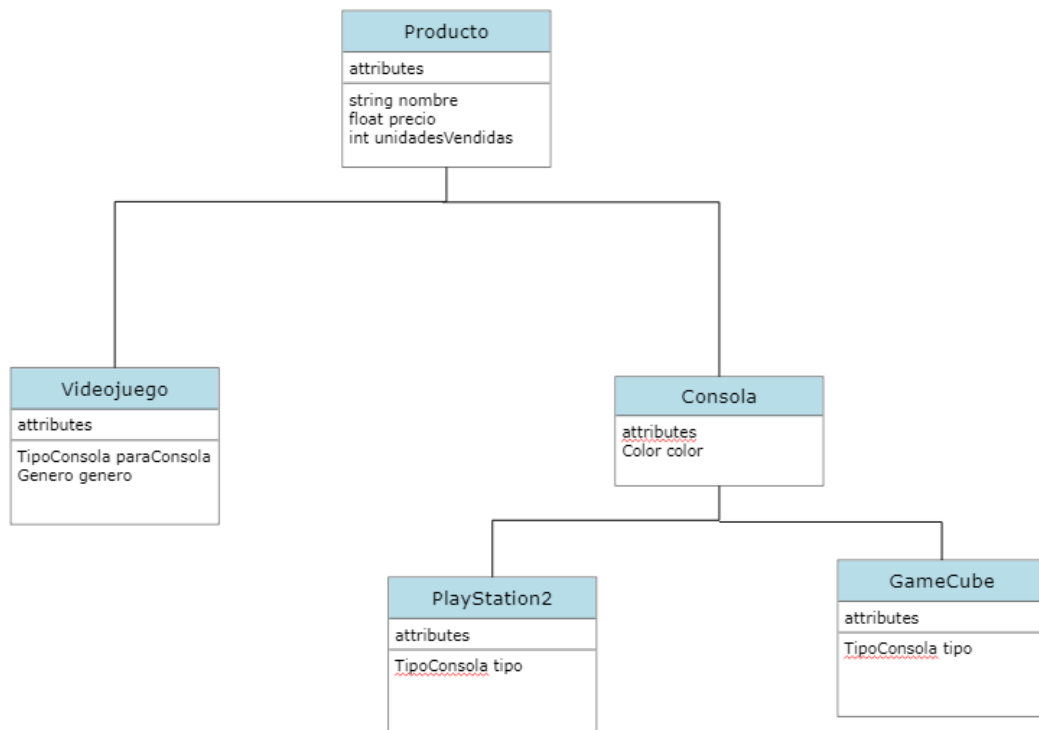 Producto
attributes
string nombre
float precio
int unidadesVendidas
Videojuego
attributes
TipoConsola paraConsola
Genero genero
Consola
attributes
Color color
PlayStation2
attributes
TipoConsola tipo
GameCube
attributes
TipoConsola tipo